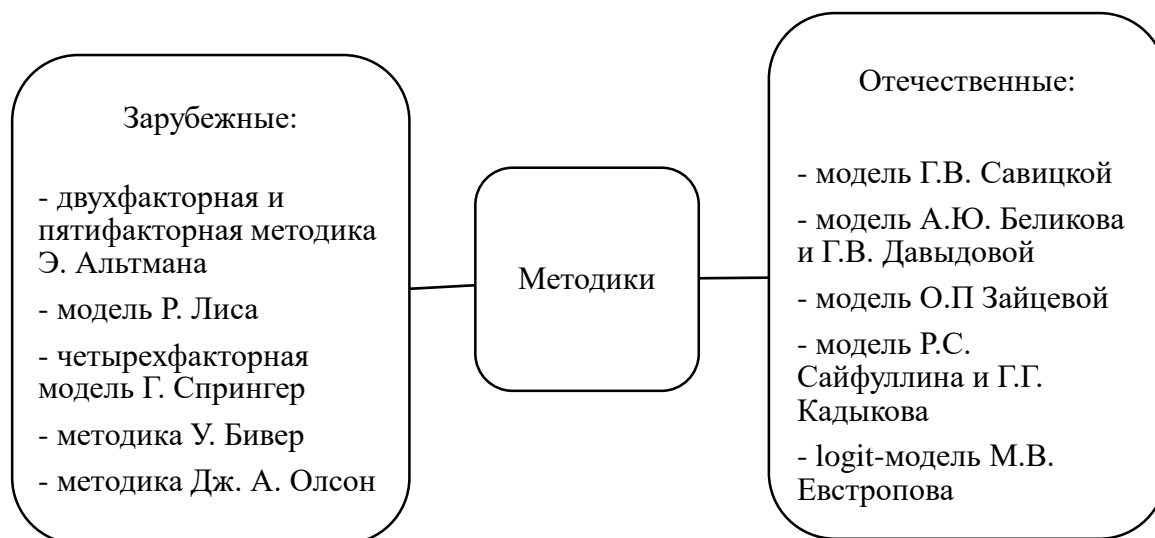 Зарубежные:
- двухфакторная и
пятифакторная методика
Э. Альтмана
- модель Р. Лиса
- четырехфакторная
модель Г. Спрингер
- методика У. Бивер
- методика Дж. А. Олсон
Методики
Отечественные:
- модель Г.В. Савицкой
- модель А.Ю. Беликова
и Г.В. Давыдовой
- модель О.П Зайцевой
- модель Р.С.
Сайфуллина и Г.Г.
Кадыкова
- logit-модель М.В.
Евстропова